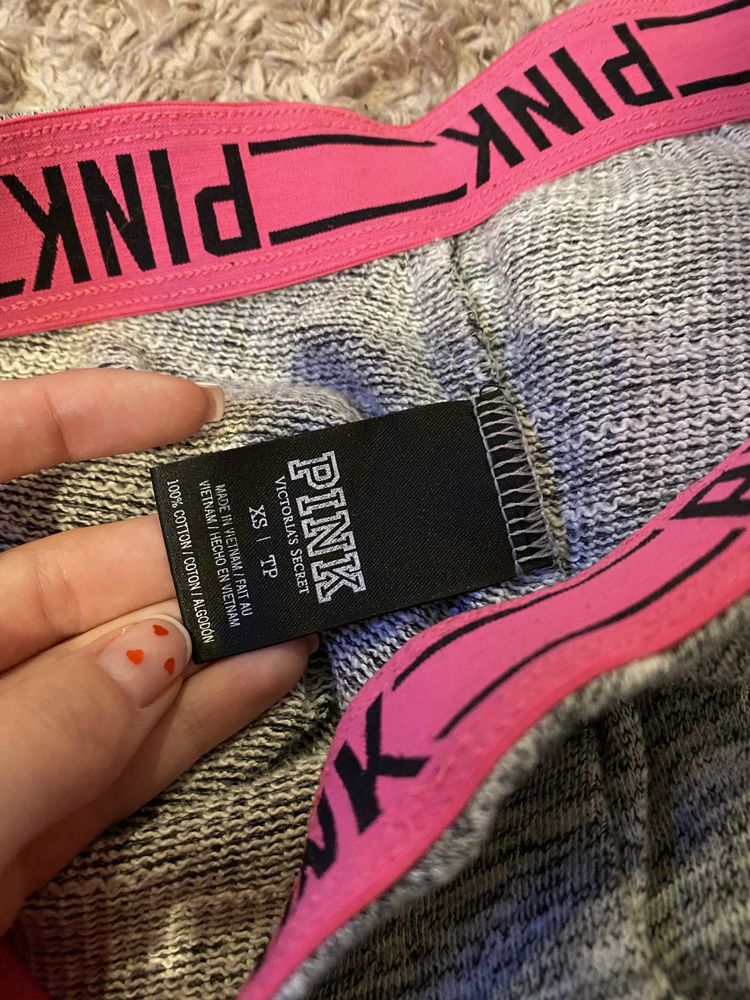 PINK
PINK
PINK
VICTORIA'S SECRET
XS | TP
MADE IN VIETNAM / FAIT AU
VIETNAM / HECHO EN VIETNAM
100% COTTON / COTON / ALGODÓN